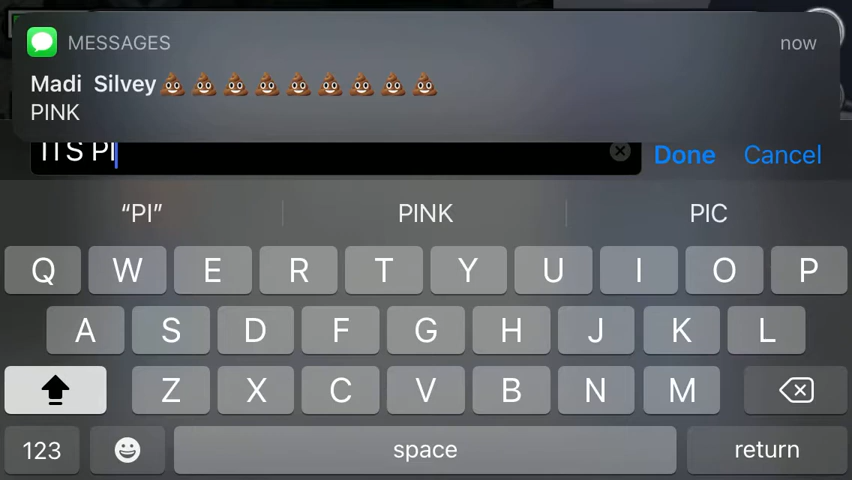 MESSAGES
now
Madi Silvey💩💩💩💩💩💩💩💩💩
PINK
ITS PI
Done
Cancel
“PI”
PINK
PIC
Q W E R T Y U I O P
A S D F G H J K L
Z X C V B N M
123
space
return